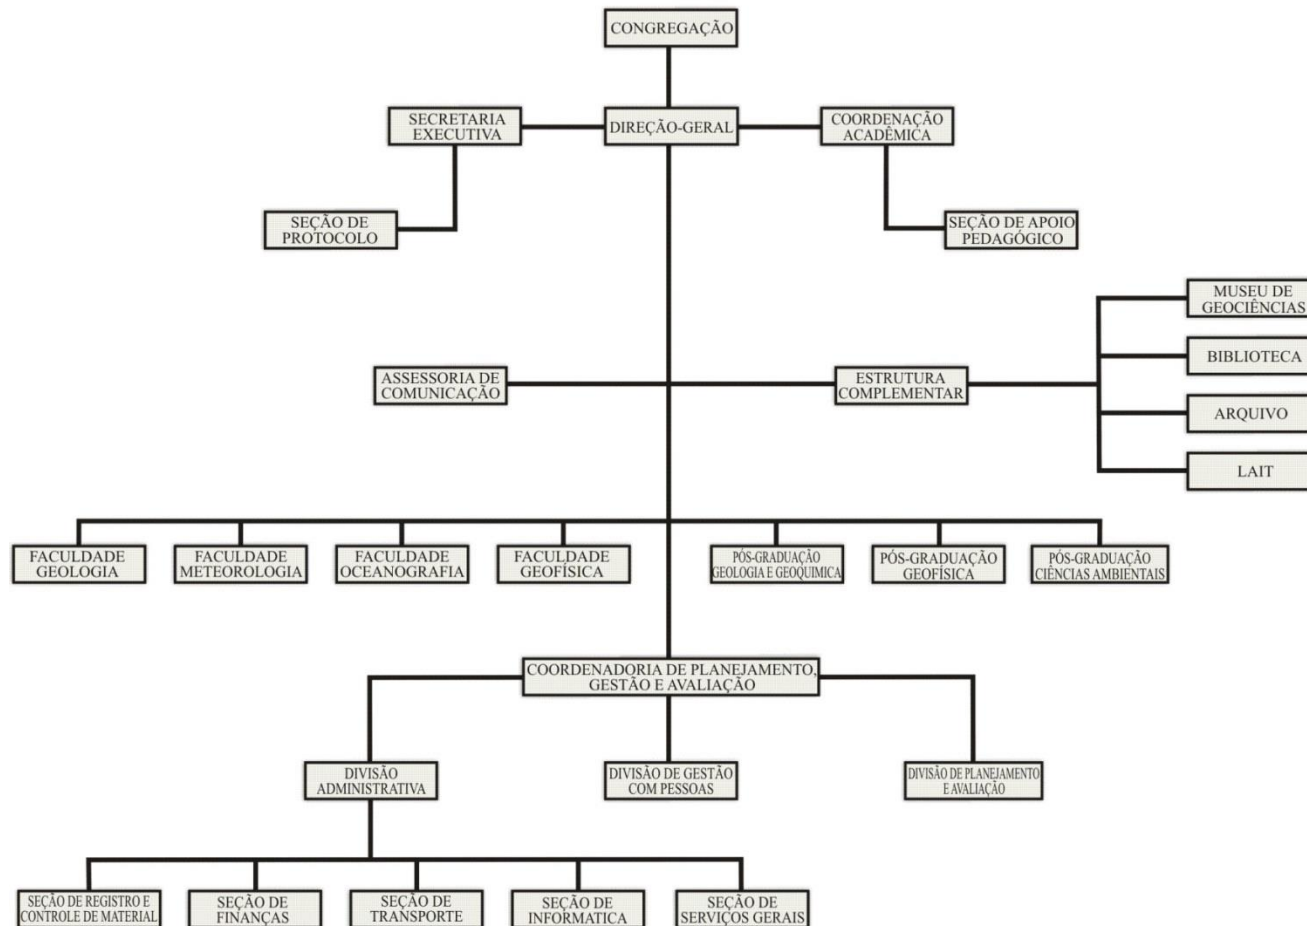 CONGREGAÇÃO
SECRETARIA
EXECUTIVA
DIREÇÃO-GERAL
COORDENAÇÃO
ACADÊMICA
SEÇÃO DE
PROTOCOLO
SEÇÃO DE APOIO
PEDAGÓGICO
MUSEU DE
GEOCIÊNCIAS
BIBLIOTECA
ASSESSORIA DE
COMUNICAÇÃO
ESTRUTURA
COMPLEMENTAR
ARQUIVO
LAIT
FACULDADE
GEOLOGIA
FACULDADE
METEOROLOGIA
FACULDADE
OCEANOGRAFIA
FACULDADE
GEOFÍSICA
PÓS-GRADUAÇÃO
GEOLOGIA E GEOQUIMICA
PÓS-GRADUAÇÃO
GEOFÍSICA
PÓS-GRADUAÇÃO
CIÊNCIAS AMBIENTAIS
COORDENADORIA DE PLANEJAMENTO,
GESTÃO E AVALIAÇÃO
DIVISÃO
ADMINISTRATIVA
DIVISÃO DE GESTÃO
COM PESSOAS
DIVISÃO DE PLANEJAMENTO
E AVALIAÇÃO
SEÇÃO DE REGISTRO E
CONTROLE DE MATERIAL
SEÇÃO DE
FINANÇAS
SEÇÃO DE
TRANSPORTE
SEÇÃO DE
INFORMATICA
SEÇÃO DE
SERVIÇOS GERAIS